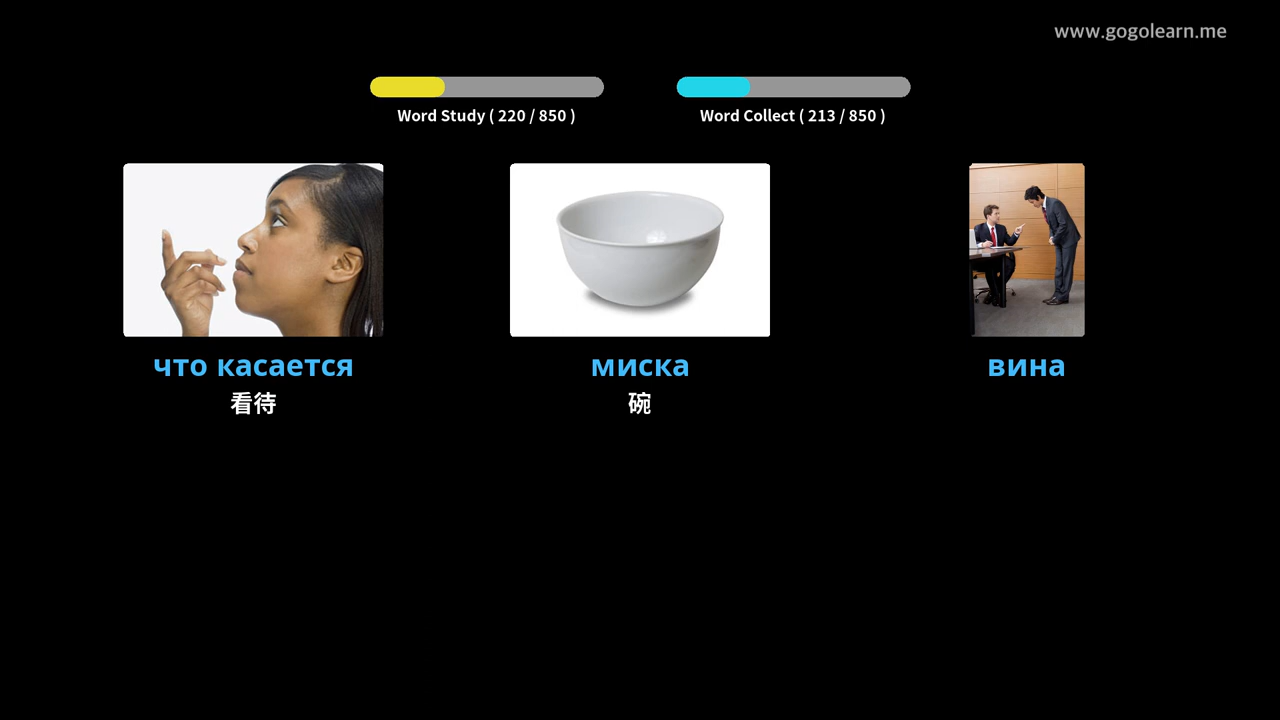 www.gogolearn.me
Word Study ( 220 / 850 )
Word Collect ( 213 / 850 )
что касается
миска
вина
看待
碗